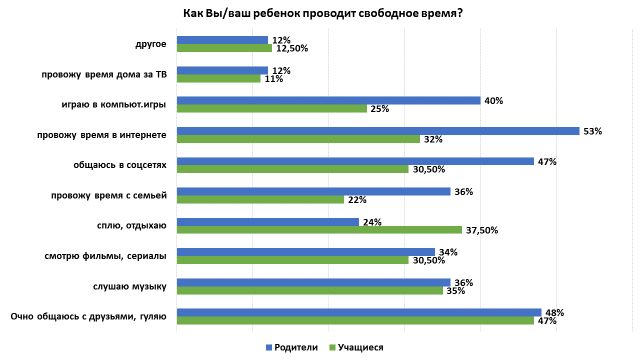 Как Вы/ваш ребенок проводит свободное время?
другое
12%
12,50%
провожу время дома за ТВ
12%
11%
играю в компьют.игры
40%
25%
провожу время в интернете
53%
32%
общаюсь в соцсетях
47%
30,50%
провожу время с семьей
36%
22%
сплю, отдыхаю
24%
37,50%
смотрю фильмы, сериалы
34%
30,50%
слушаю музыку
36%
35%
Очно общаюсь с друзьями, гуляю
48%
47%
Родители Учащиеся